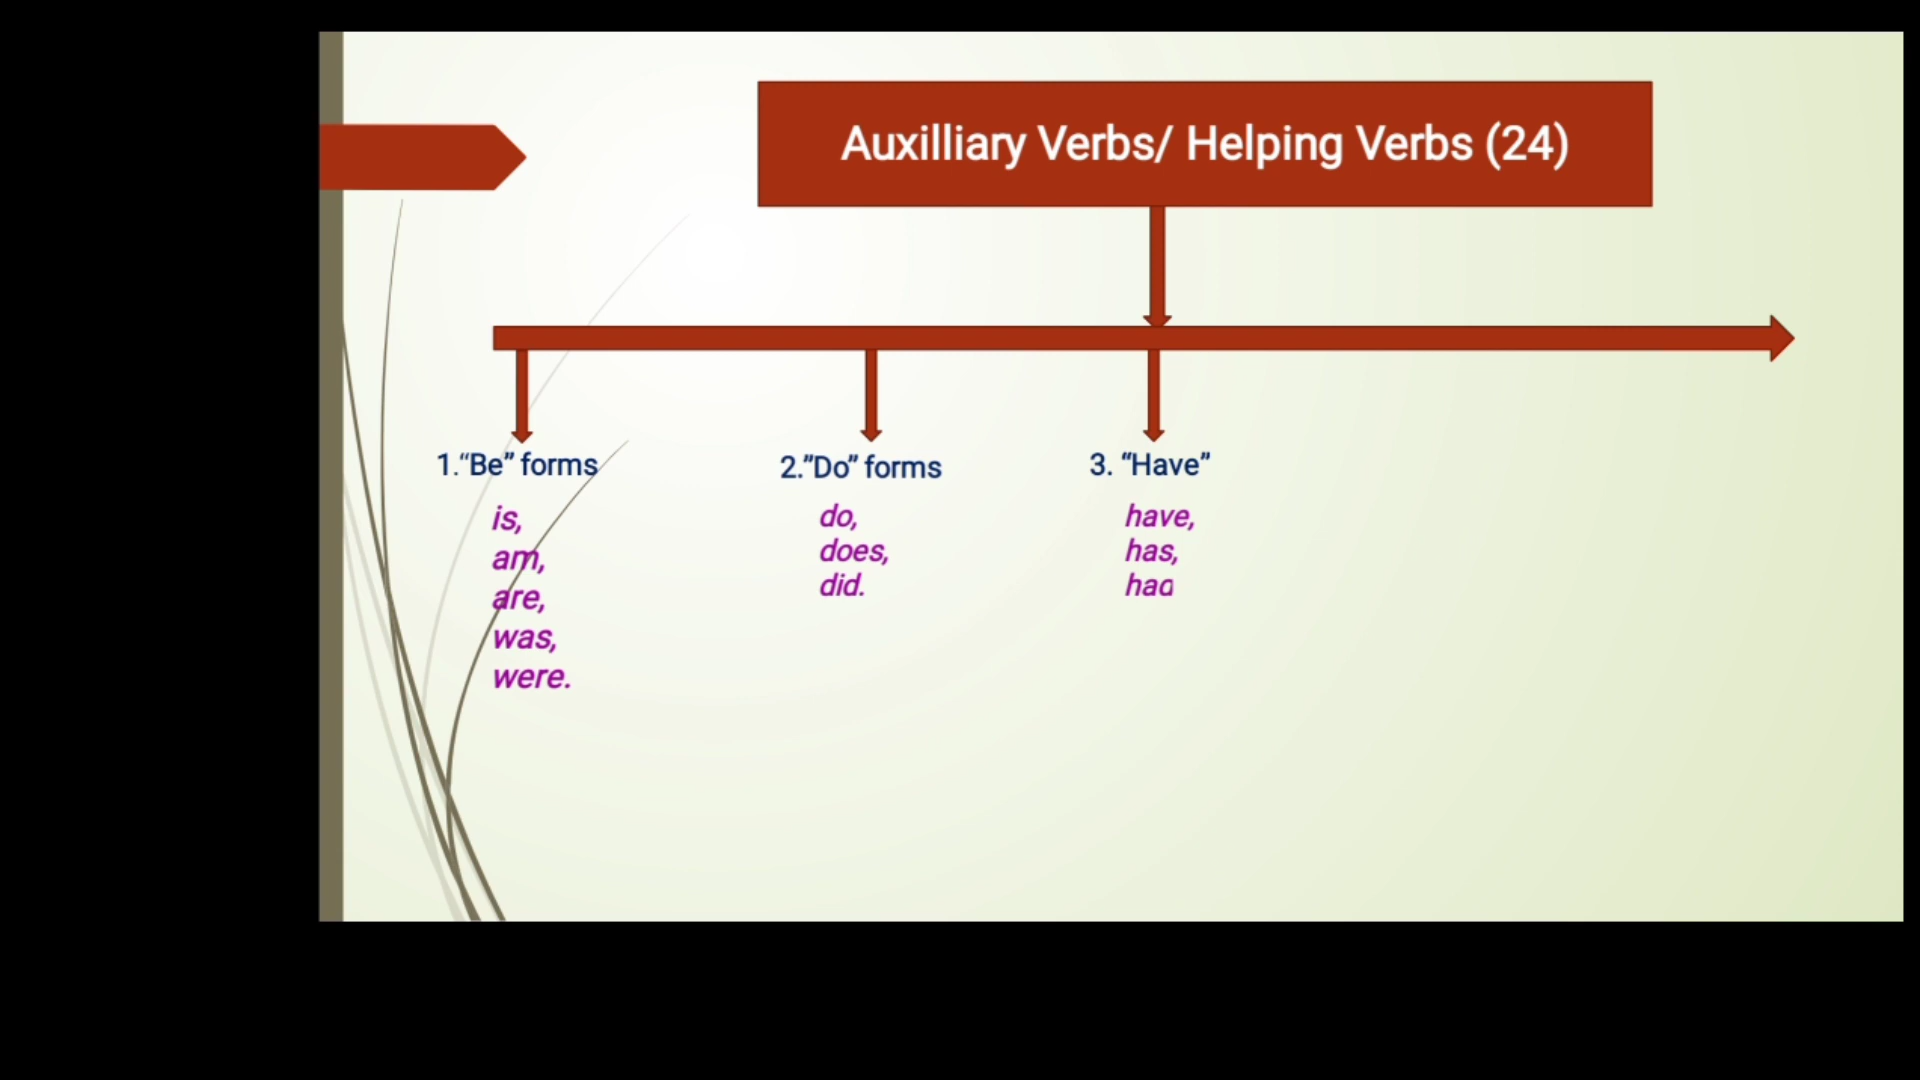 Auxilliary Verbs/ Helping Verbs (24)
1.“Be” forms
is,
am,
are,
was,
were.
2.”Do” forms
do,
does,
did.
3. “Have”
have,
has,
had